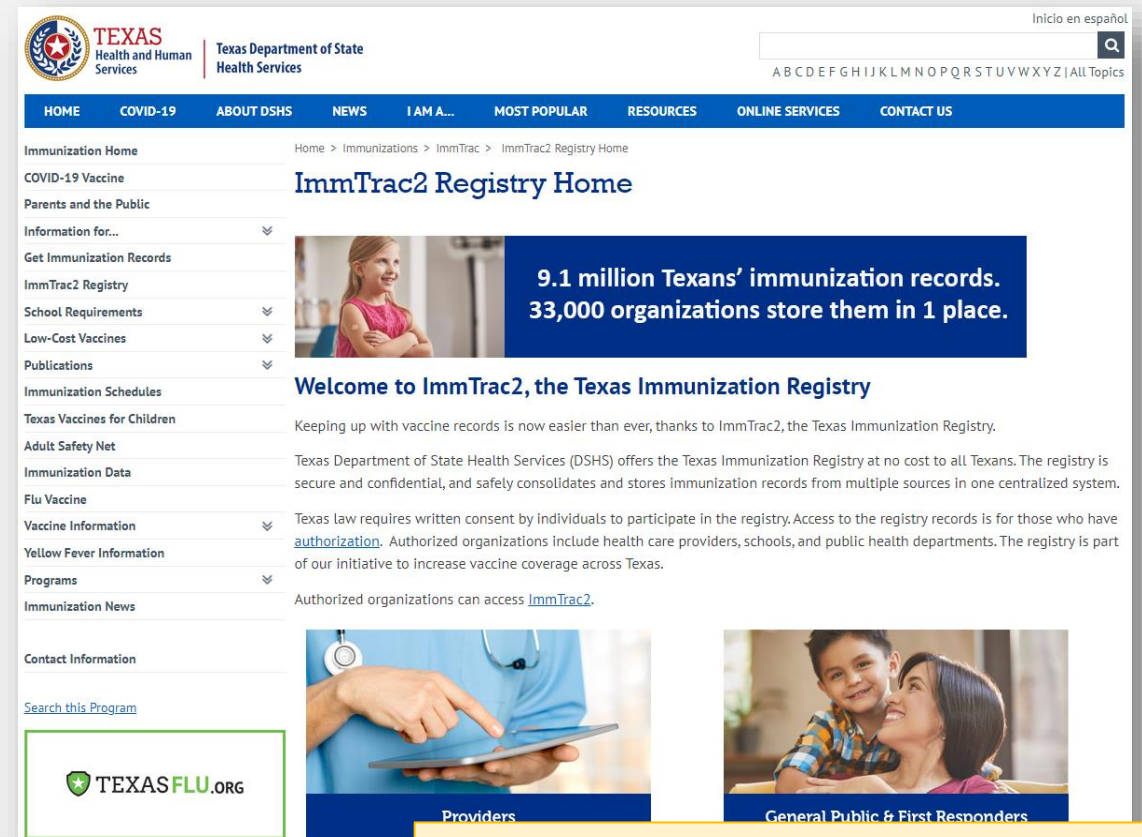 Inicio en español
TEXAS
Health and Human
Services
Texas Department of State
Health Services
A B C D E F G H I J K L M N O P Q R S T U V W X Y Z | All Topics
HOME COVID-19 ABOUT DSHS NEWS I AM A... MOST POPULAR RESOURCES ONLINE SERVICES CONTACT US
Immunization Home
COVID-19 Vaccine
Parents and the Public
Information for...
Get Immunization Records
ImmTrac2 Registry
School Requirements
Low-Cost Vaccines
Publications
Immunization Schedules
Texas Vaccines for Children
Adult Safety Net
Immunization Data
Flu Vaccine
Vaccine Information
Yellow Fever Information
Programs
Immunization News
Contact Information
Search this Program
TEXASFLU.ORG
Home > Immunizations > ImmTrac > ImmTrac2 Registry Home
ImmTrac2 Registry Home
9.1 million Texans’ immunization records.
33,000 organizations store them in 1 place.
Welcome to ImmTrac2, the Texas Immunization Registry
Keeping up with vaccine records is now easier than ever, thanks to ImmTrac2, the Texas Immunization Registry.
Texas Department of State Health Services (DSHS) offers the Texas Immunization Registry at no cost to all Texans. The registry is
secure and confidential, and safely consolidates and stores immunization records from multiple sources in one centralized system.
Texas law requires written consent by individuals to participate in the registry. Access to the registry records is for those who have
authorization. Authorized organizations include health care providers, schools, and public health departments. The registry is part
of our initiative to increase vaccine coverage across Texas.
Authorized organizations can access ImmTrac2.
Providers
General Public & First Responders